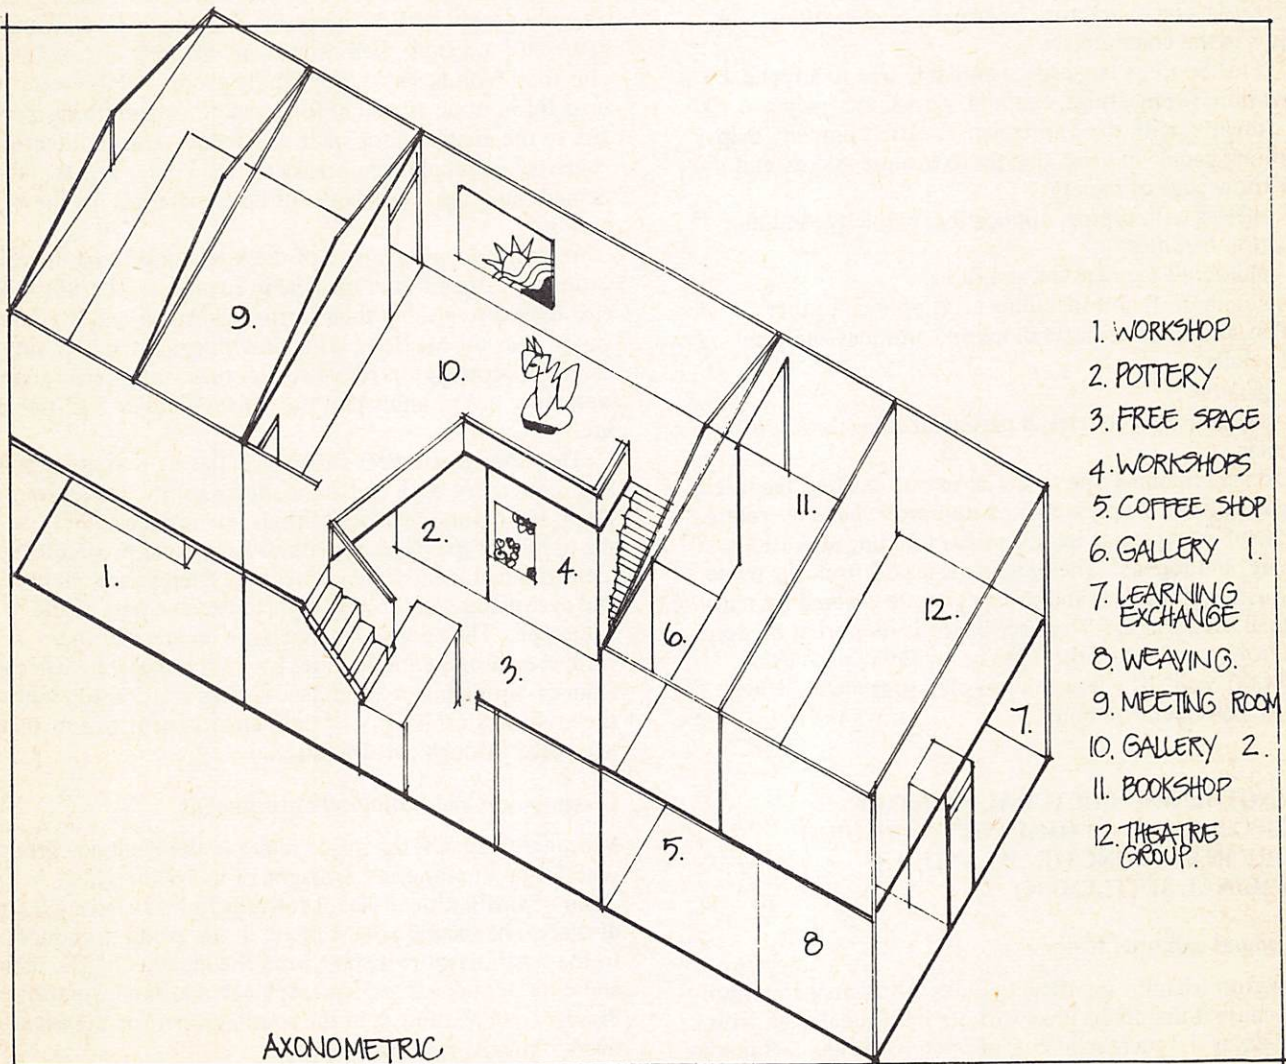 9.
10.
11.
2.
4.
12.
1.
6.
3.
7.
5.
8
1. WORKSHOP
2. POTTERY
3. FREE SPACE
4. WORKSHOPS
5. COFFEE SHOP
6. GALLERY 1.
7. LEARNING
EXCHANGE
8. WEAVING.
9. MEETING ROOM
10. GALLERY 2.
11. BOOKSHOP
12. THEATRE
GROUP.
AXONOMETRIC